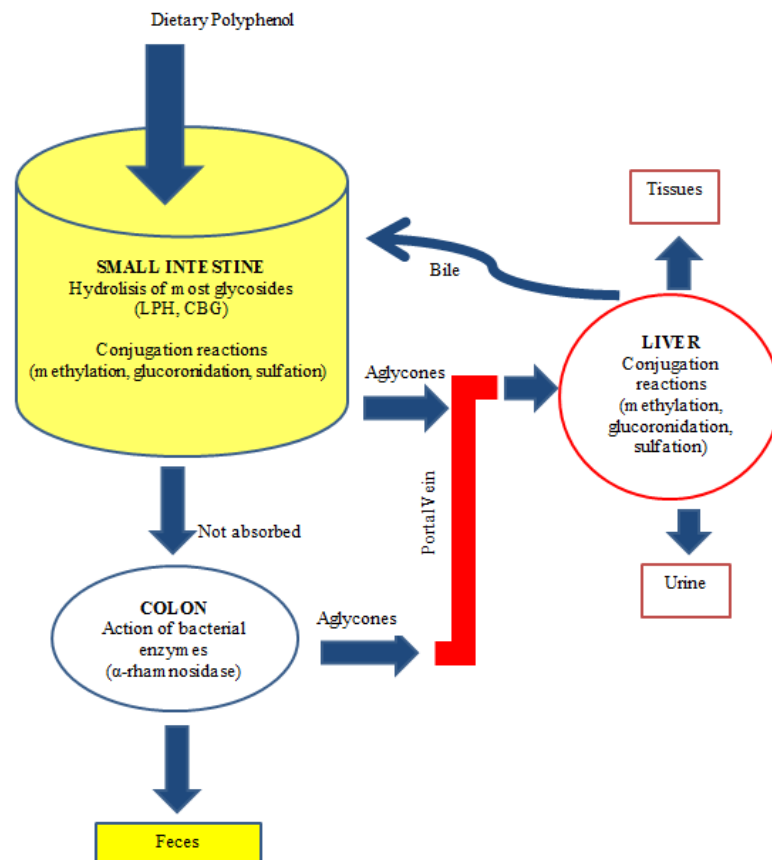 Dietary Polyphenol
SMALL INTESTINE
Hydrolisis of most glycosides
(LPH, CBG)
Conjugation reactions
(methylation, glucoronidation, sulfation)
Bile
Tissues
LIVER
Conjugation
reactions
(methylation,
glucoronidation,
sulfation)
Aglycones
Portal Vein
Not absorbed
Urine
COLON
Action of bacterial
enzymes
(α-rhamnosidase)
Aglycones
Feces